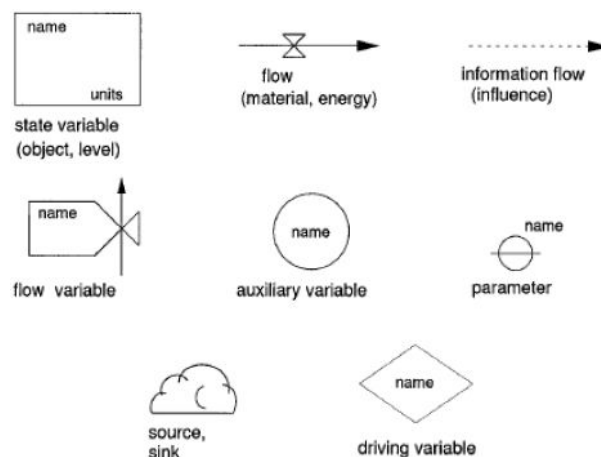 name
units
state variable
(object, level)
flow
(material, energy)
information flow
(influence)
name
flow variable
name
auxiliary variable
name
parameter
source,
sink
name
driving variable